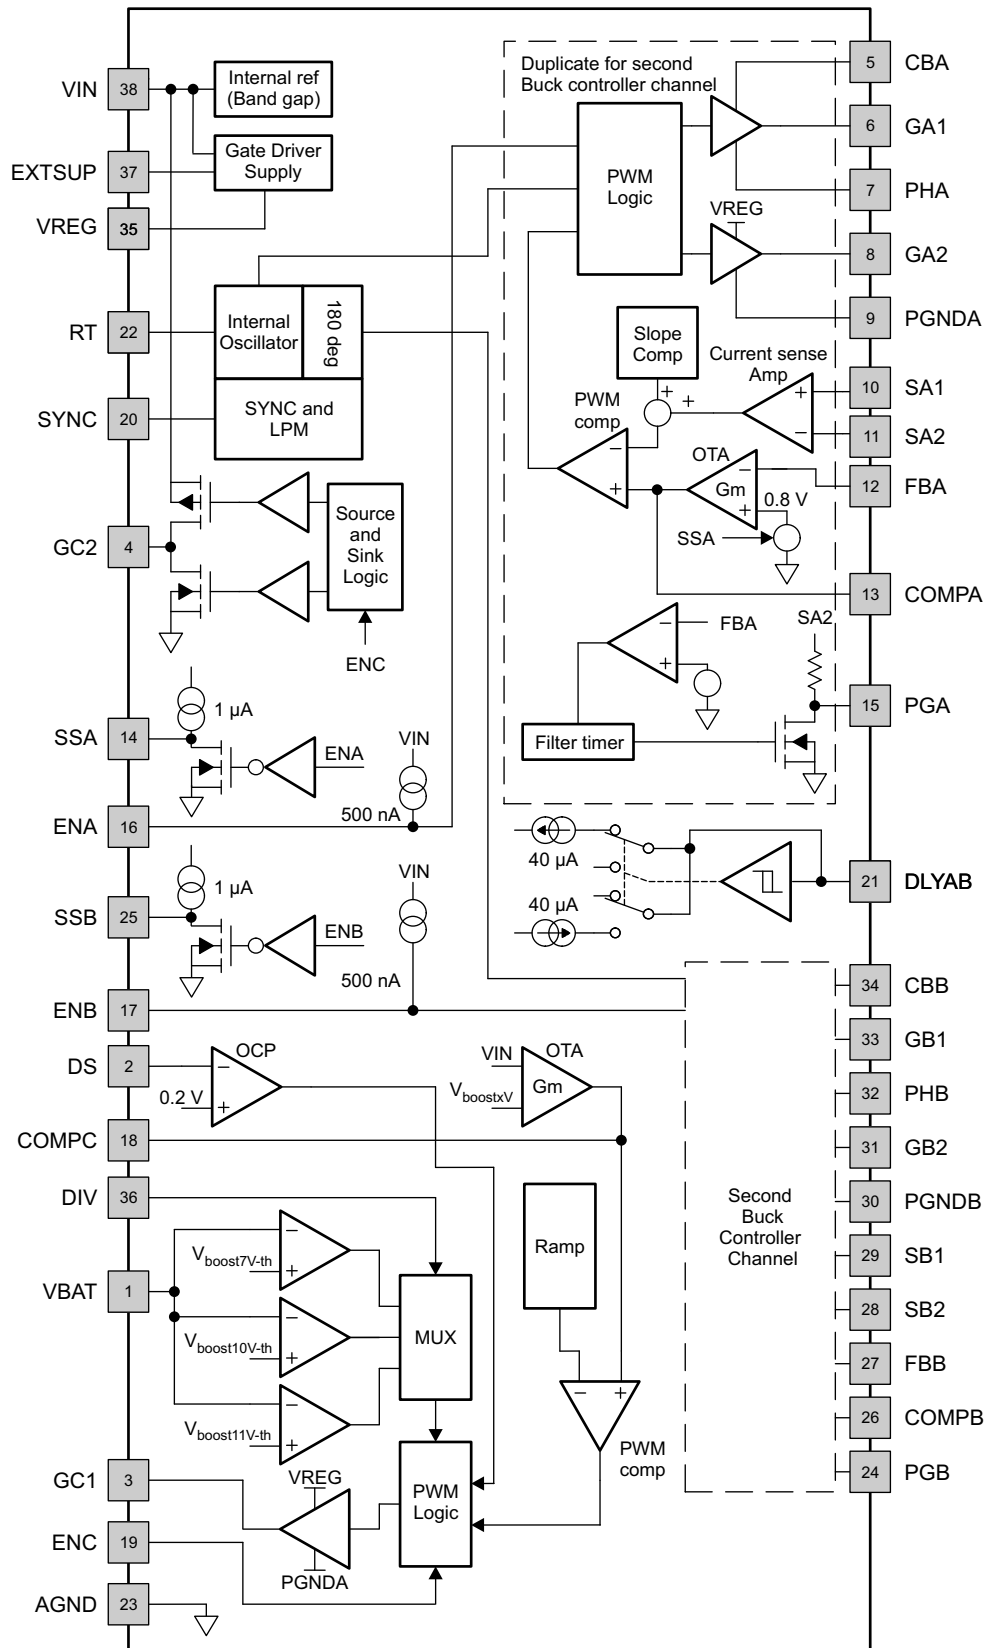 VIN
38
EXTSUP
37
VREG
35
RT
22
SYNC
20
GC2
4
SSA
14
ENA
16
SSB
25
ENB
17
DS
2
COMPC
18
DIV
36
VBAT
1
GC1
3
ENC
19
AGND
23
Internal ref
(Band gap)
Gate Driver
Supply
Internal
Oscillator
180 deg
SYNC and
LPM
Source
and
Sink
Logic
ENC
1 µA
ENA
VIN
500 nA
1 µA
ENB
VIN
500 nA
OCP
−
0.2 V
+
VIN
OTA
VboostxV
Gm
Vboost7V-th
−
+
Vboost10V-th
−
+
Vboost11V-th
−
+
MUX
Ramp
−
+
PWM
comp
PWM
Logic
VREG
PGNDA
Duplicate for second
Buck controller channel
PWM
Logic
VREG
Slope
Comp
Current sense
Amp
+
+
+
−
PWM
comp
−
+
OTA
−
Gm
+
0.8 V
SSA
FBA
−
+
SA2
Filter timer
40 µA
40 µA
Second
Buck
Controller
Channel
5
CBA
6
GA1
7
PHA
8
GA2
9
PGNDA
10
SA1
11
SA2
12
FBA
13
COMPA
15
PGA
21
DLYAB
34
CBB
33
GB1
32
PHB
31
GB2
30
PGNDB
29
SB1
28
SB2
27
FBB
26
COMPB
24
PGB